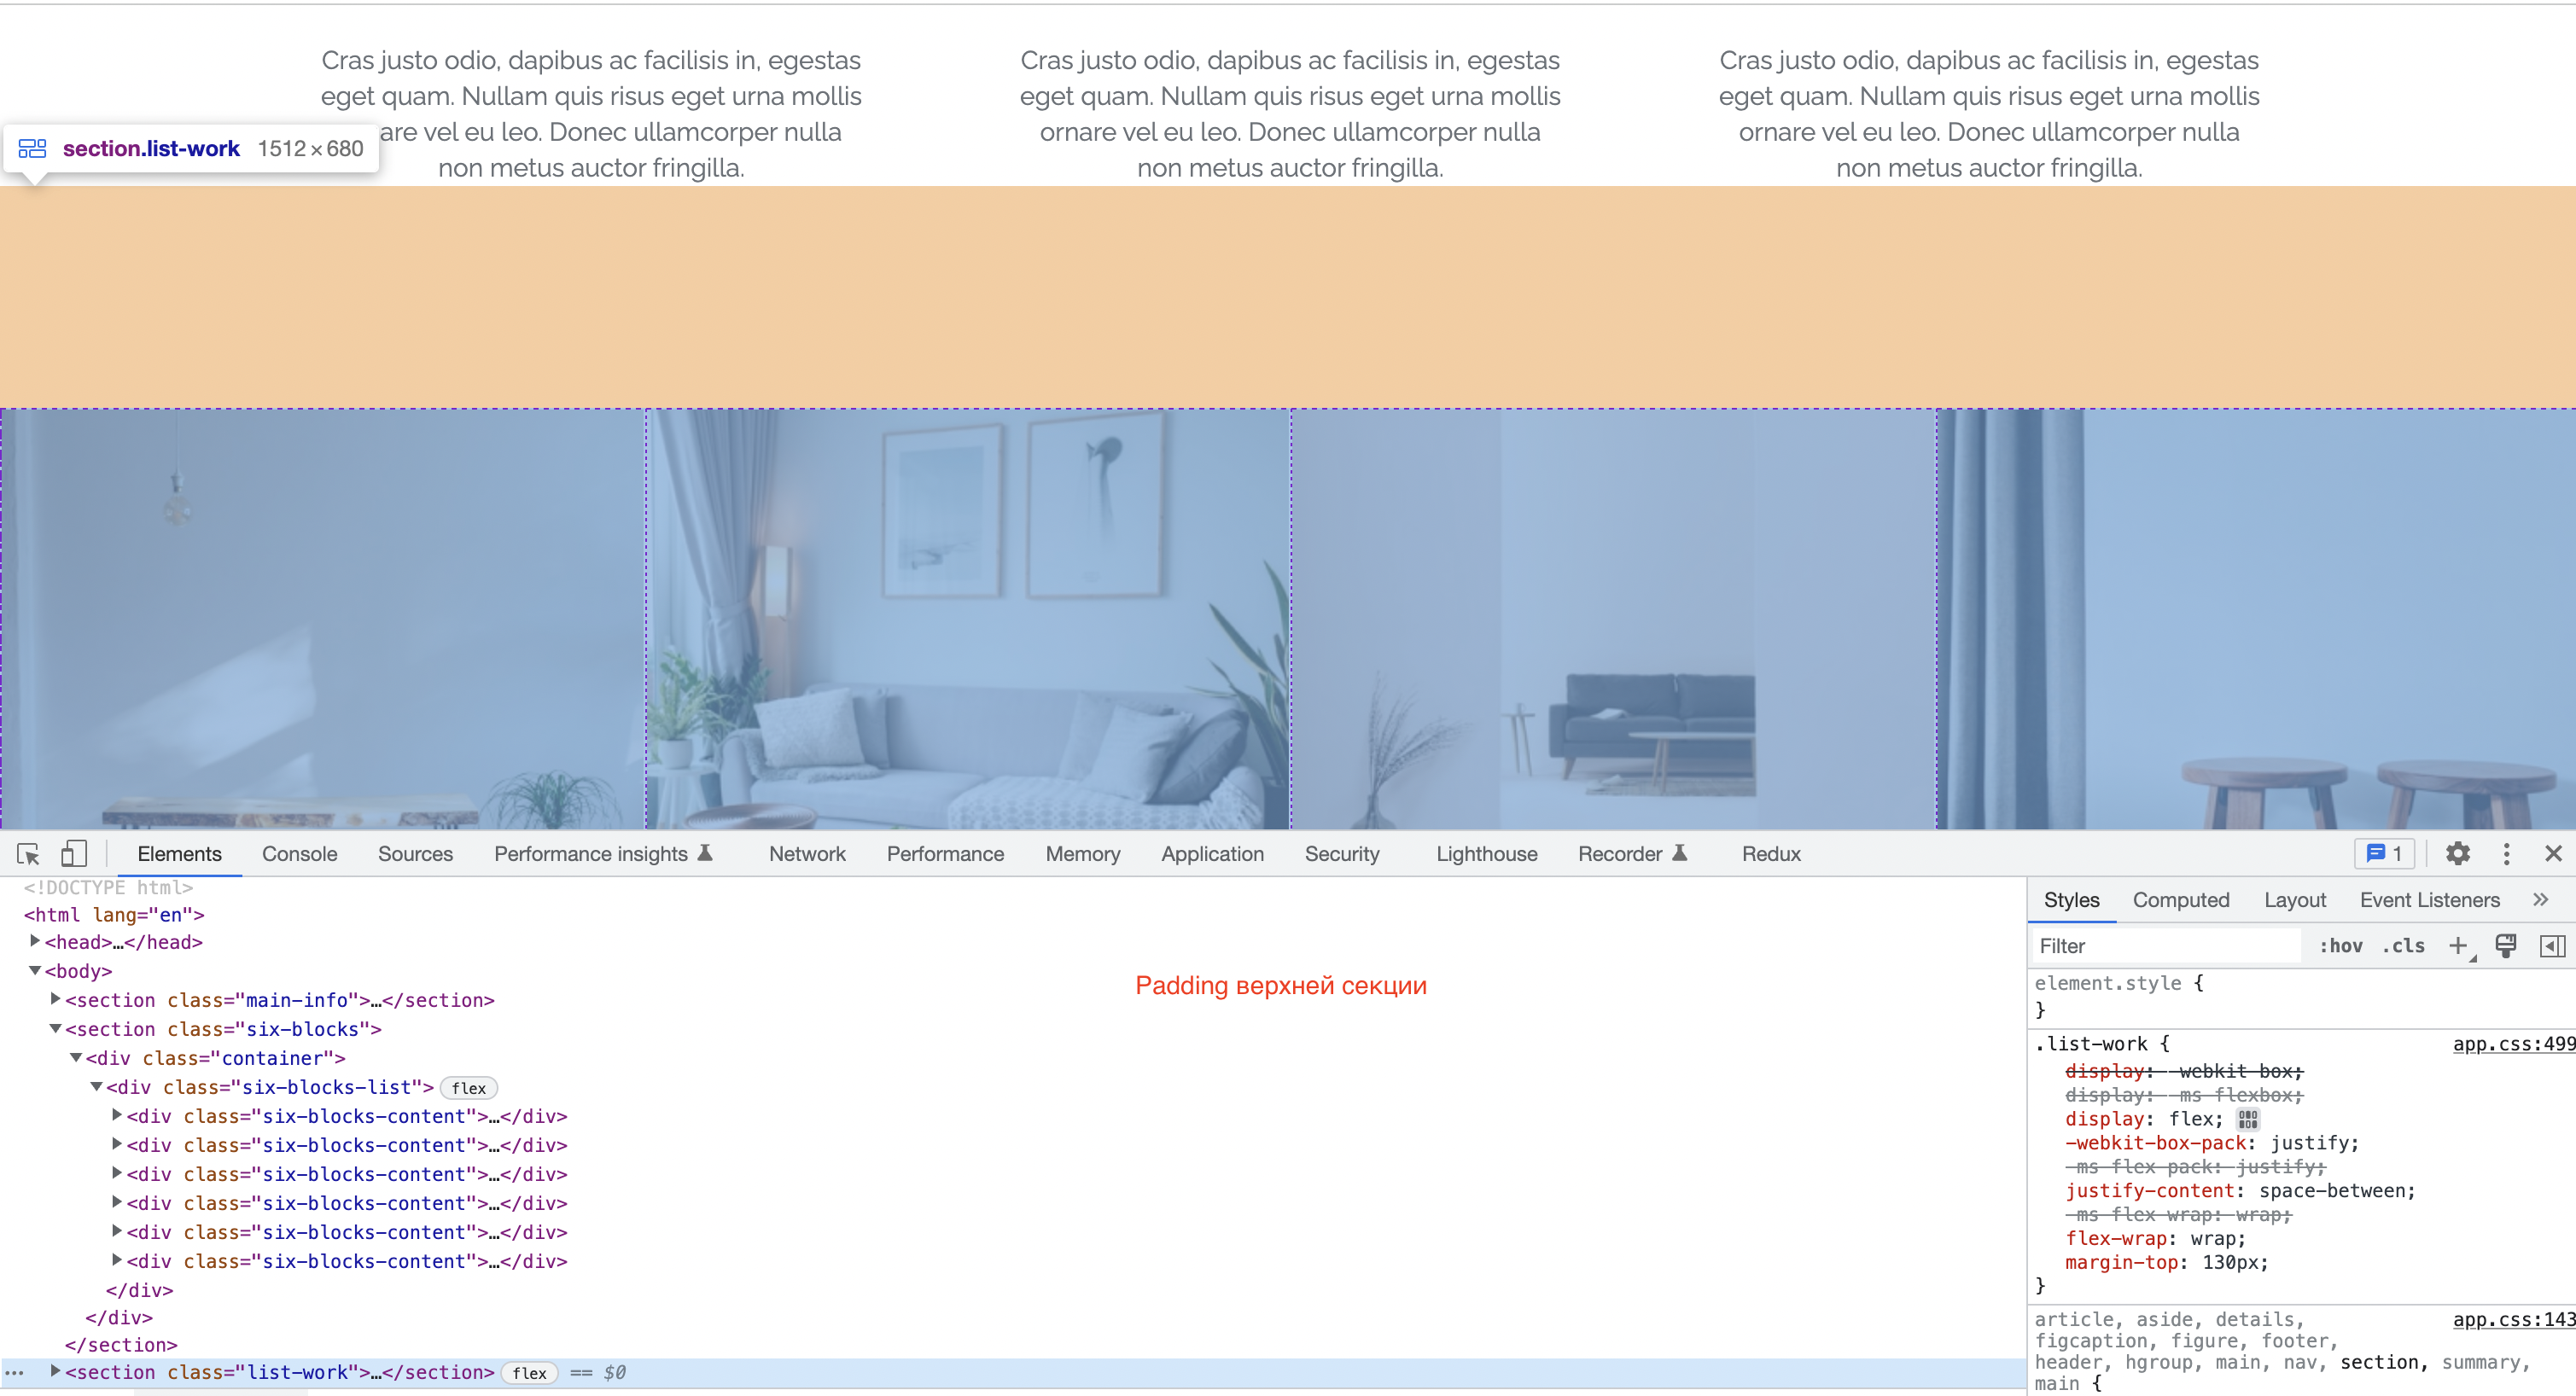 Cras justo odio, dapibus ac facilisis in, egestas
eget quam. Nullam quis risus eget urna mollis
are vel eu leo. Donec ullamcorper nulla
non metus auctor fringilla.
Cras justo odio, dapibus ac facilisis in, egestas
eget quam. Nullam quis risus eget urna mollis
ornare vel eu leo. Donec ullamcorper nulla
non metus auctor fringilla.
Cras justo odio, dapibus ac facilisis in, egestas
eget quam. Nullam quis risus eget urna mollis
ornare vel eu leo. Donec ullamcorper nulla
non metus auctor fringilla.
section.list-work 1512×680
Elements Console Sources Performance insights Network Performance Memory Application Security Lighthouse Recorder Redux 1
<!DOCTYPE html>
<html lang="en">
<head>…</head>
<body>
<section class="main-info">…</section>
<section class="six-blocks">
<div class="container">
<div class="six-blocks-list"> flex
<div class="six-blocks-content">…</div>
<div class="six-blocks-content">…</div>
<div class="six-blocks-content">…</div>
<div class="six-blocks-content">…</div>
<div class="six-blocks-content">…</div>
<div class="six-blocks-content">…</div>
</div>
</div>
</section>
<section class="list-work">…</section> flex == $0
Padding верхней секции
Styles Computed Layout Event Listeners
Filter :hov .cls
element.style {
}
.list-work { app.css:499
display: -webkit-box;
display: -ms-flexbox;
display: flex;
-webkit-box-pack: justify;
-ms-flex-pack: justify;
justify-content: space-between;
-ms-flex-wrap: wrap;
flex-wrap: wrap;
margin-top: 130px;
}
article, aside, details, app.css:143
figcaption, figure, footer,
header, hgroup, main, nav, section, summary,
main {